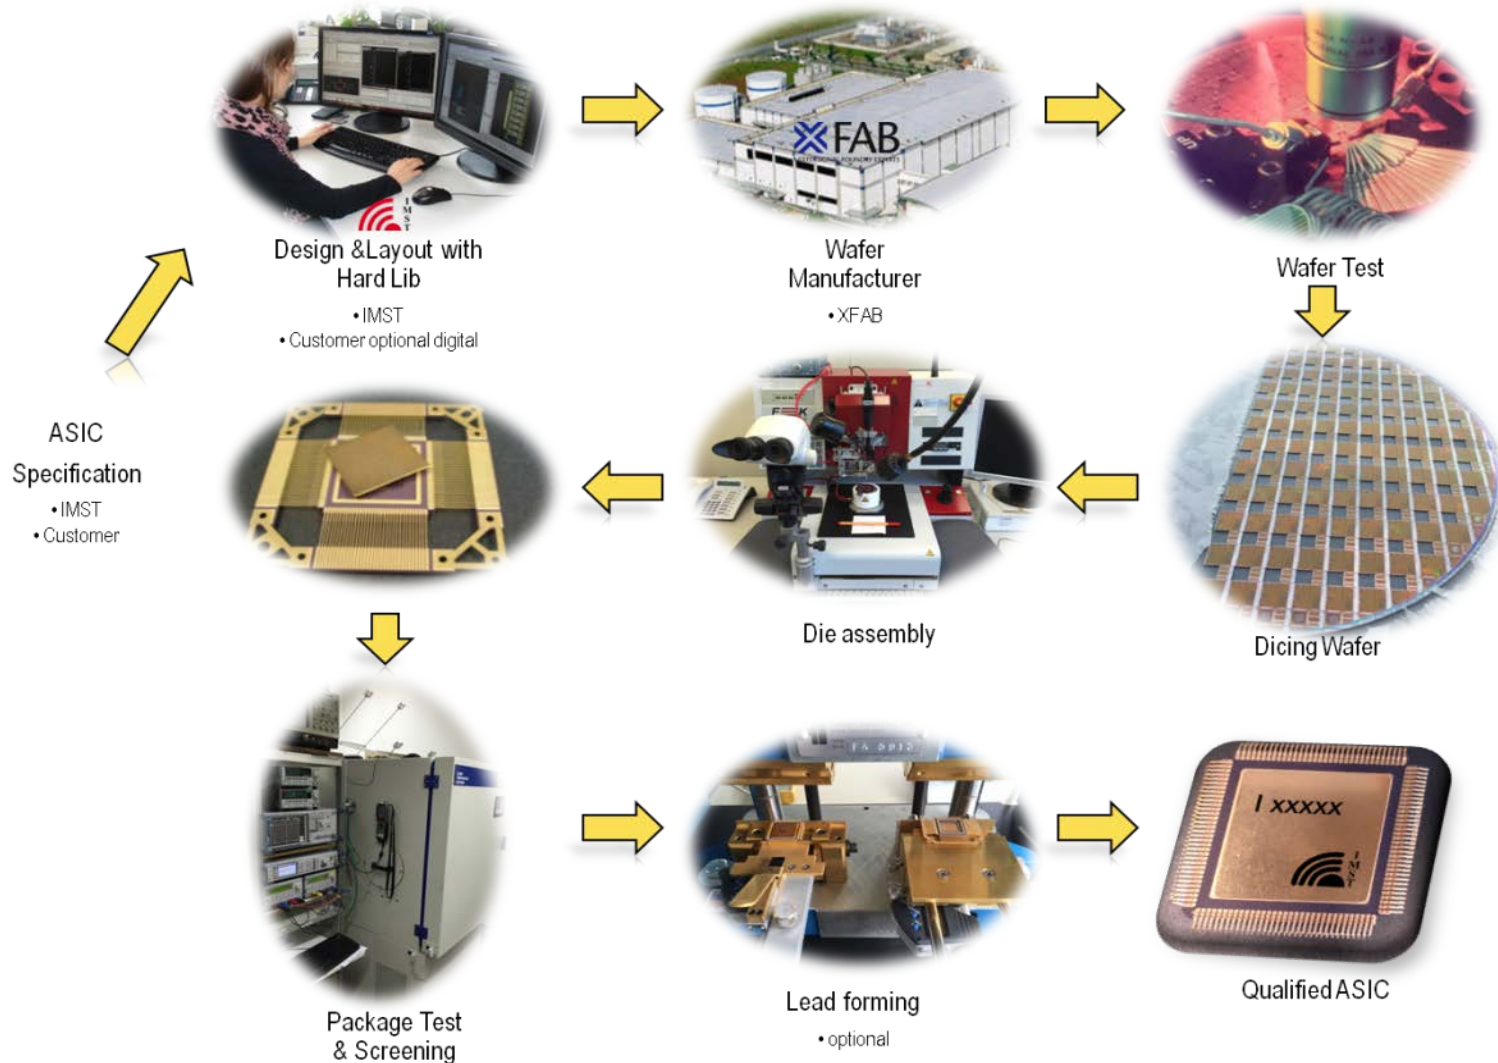 IMST
Design &Layout with
Hard Lib
• IMST
• Customer optional digital
XFAB
Wafer
Manufacturer
• XFAB
Wafer Test
ASIC
Specification
• IMST
• Customer
Die assembly
Dicing Wafer
Package Test
& Screening
Lead forming
• optional
I xxxxx
IMST
Qualified ASIC